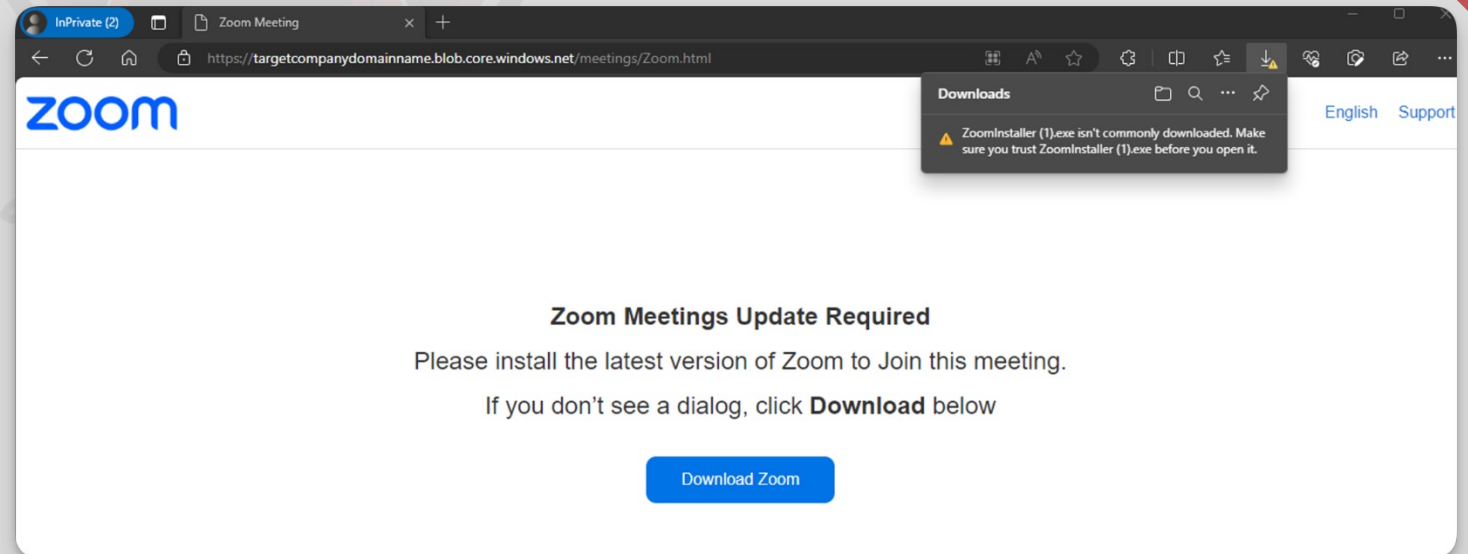 InPrivate (2)
Zoom Meeting
https://targetcompanydomainname.blob.core.windows.net/meetings/Zoom.html
Downloads
ZoomInstaller (1).exe isn't commonly downloaded. Make
sure you trust ZoomInstaller (1).exe before you open it.
zoom
English Support
Zoom Meetings Update Required
Please install the latest version of Zoom to Join this meeting.
If you don’t see a dialog, click Download below
Download Zoom